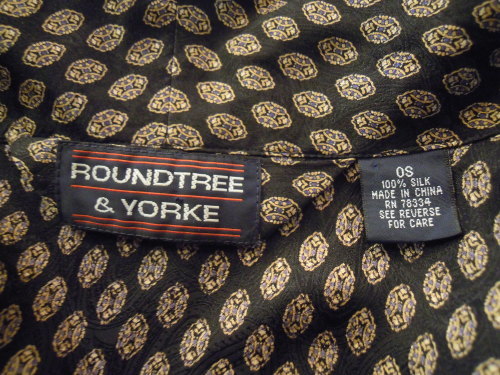 ROUNDTREE
& YORKE
OS
100% SILK
MADE IN CHINA
RN 78334
SEE REVERSE
FOR CARE